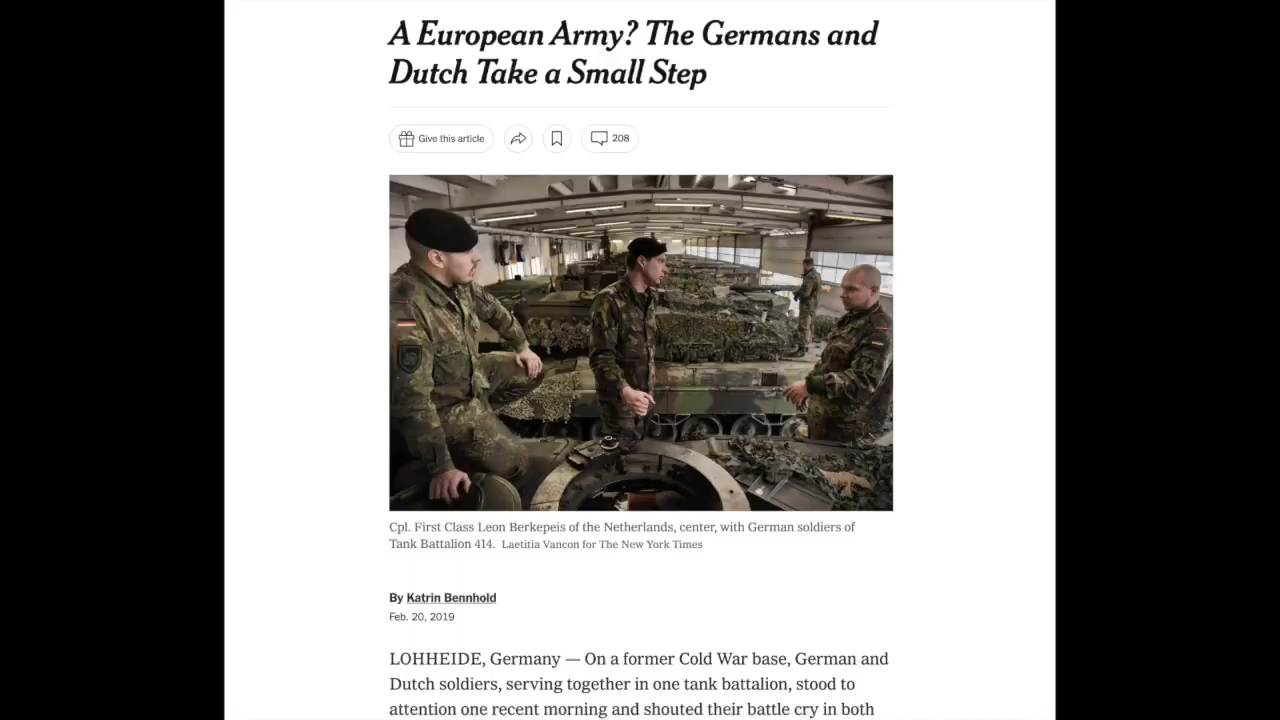 A European Army? The Germans and
Dutch Take a Small Step
Give this article
208
Cpl. First Class Leon Berkepeis of the Netherlands, center, with German soldiers of
Tank Battalion 414. Laetitia Vancon for The New York Times
By Katrin Bennhold
Feb. 20, 2019
LOHHEIDE, Germany — On a former Cold War base, German and
Dutch soldiers, serving together in one tank battalion, stood to
attention one recent morning and shouted their battle cry in both